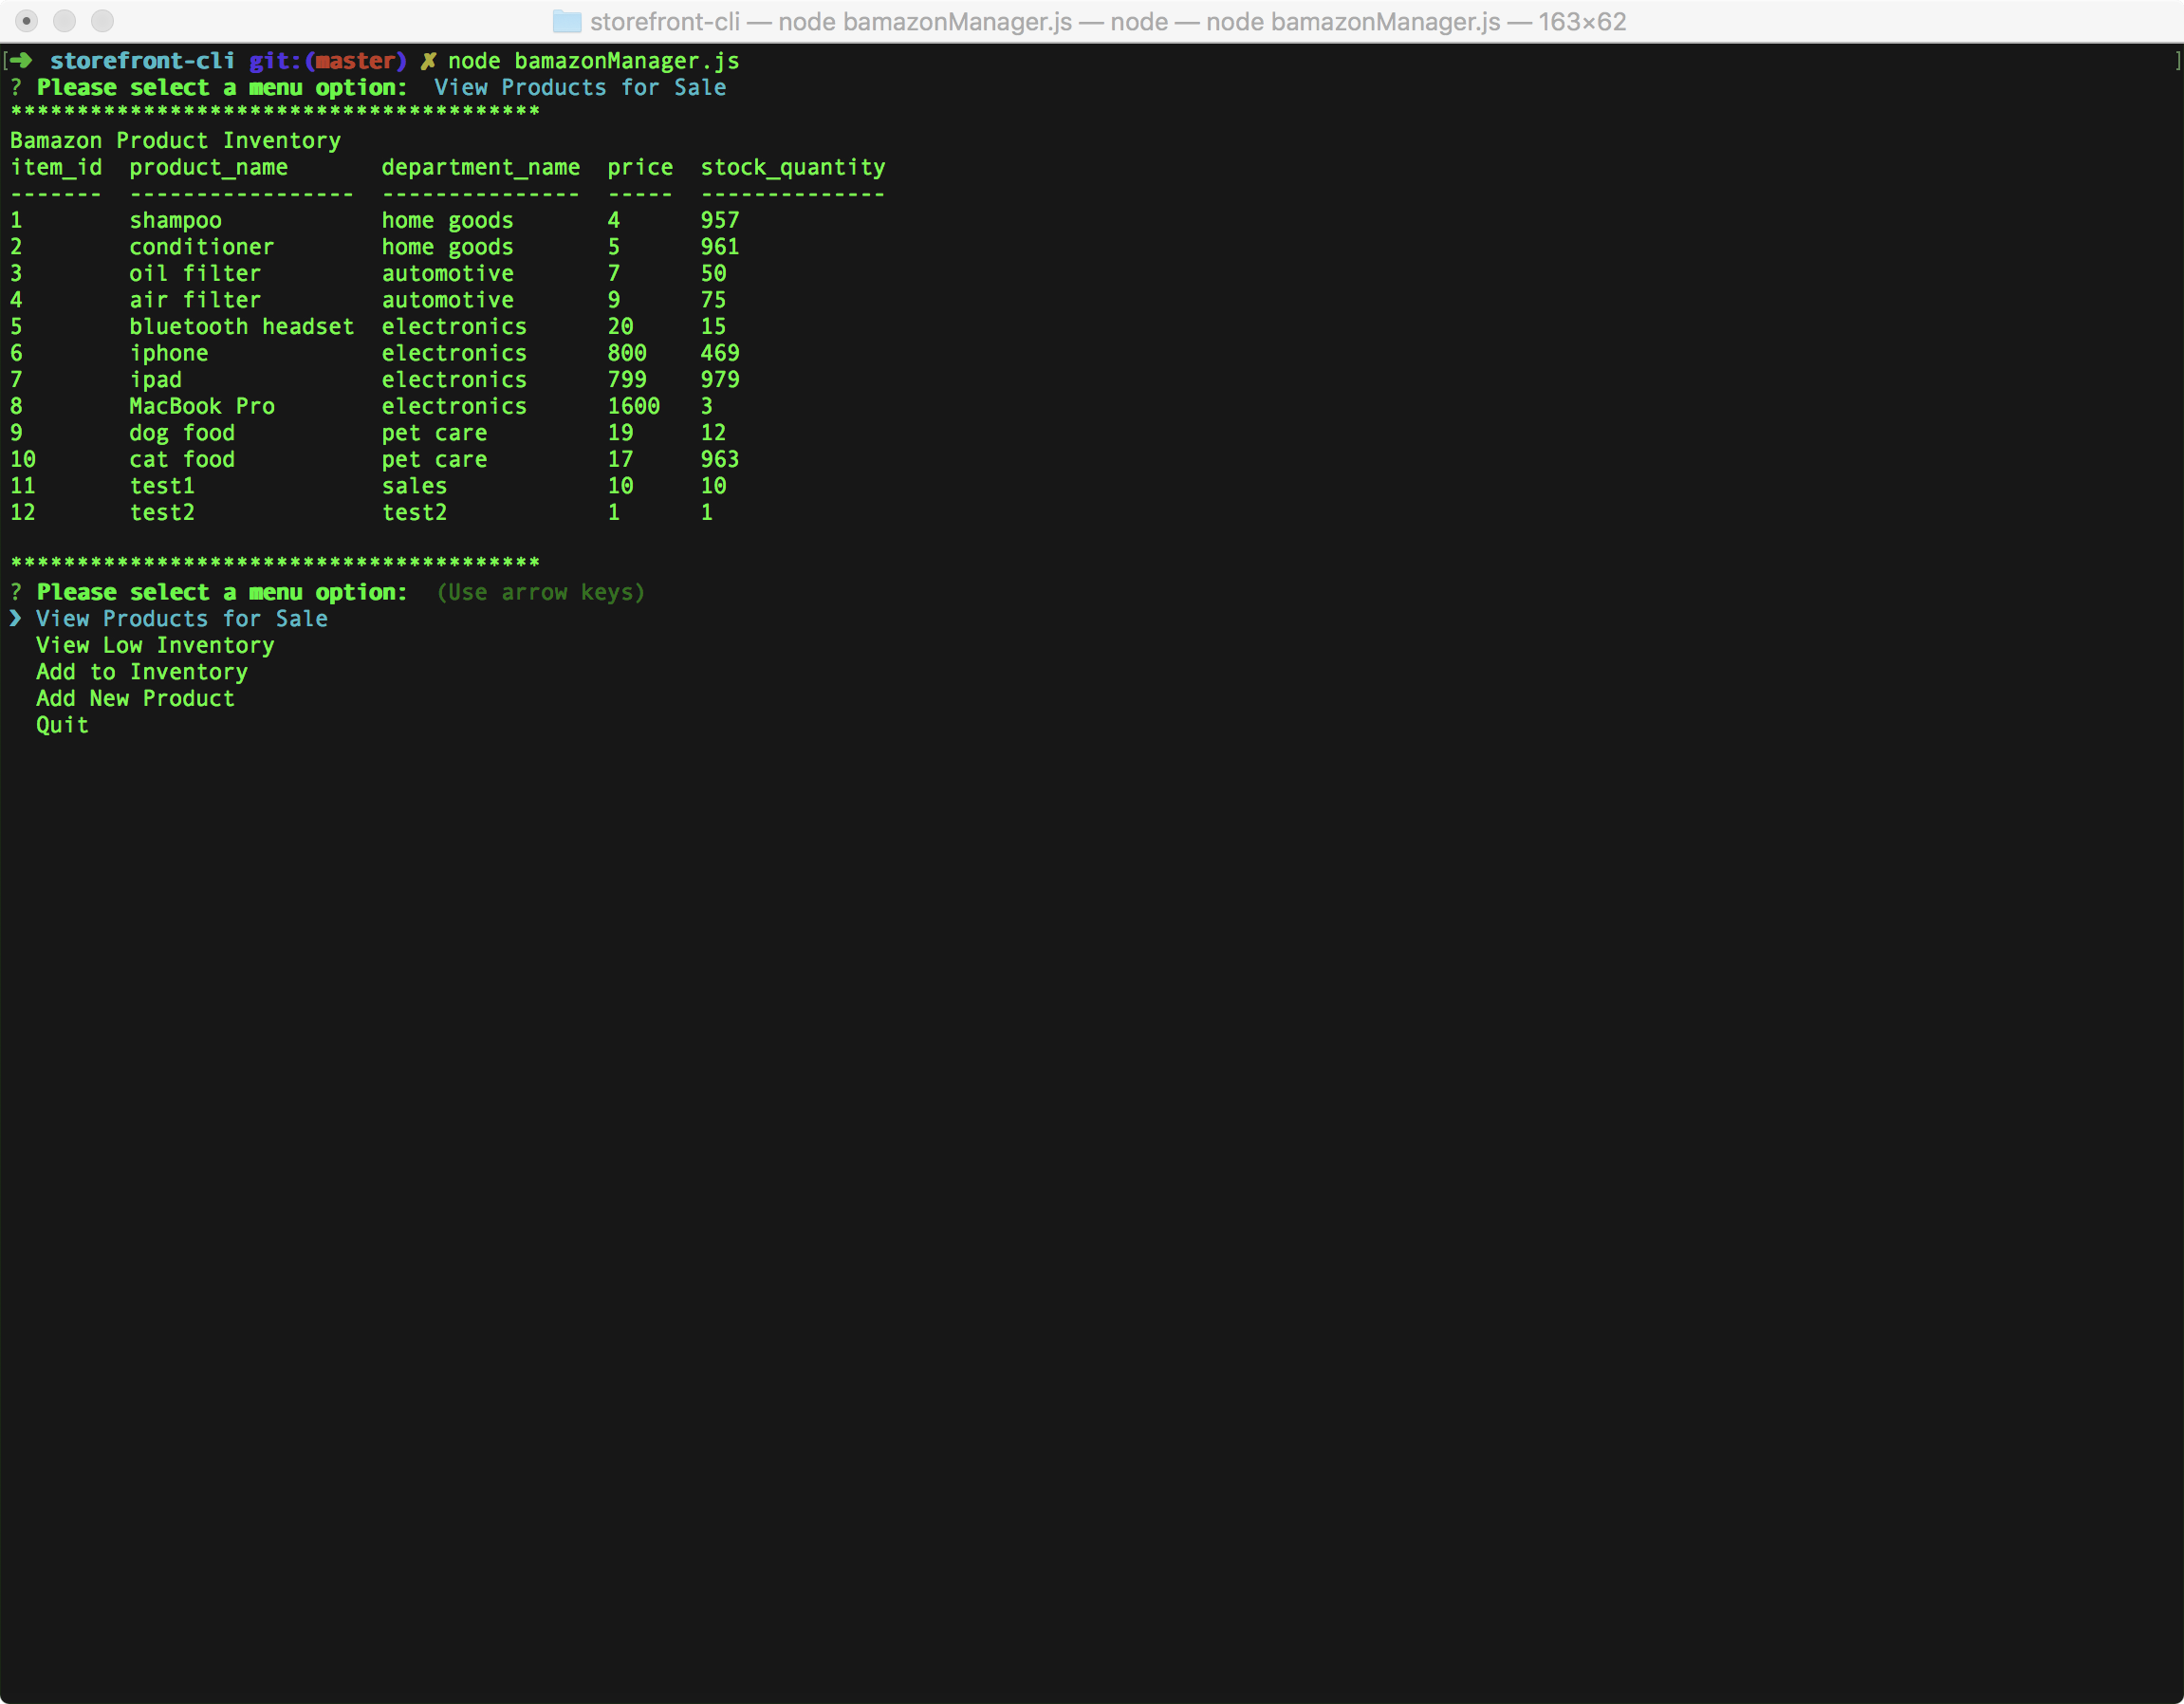 storefront-cli — node bamazonManager.js — node — node bamazonManager.js — 163×62
[➜  storefront-cli git:(master) ✗ node bamazonManager.js ]
? Please select a menu option:  View Products for Sale
****************************************
Bamazon Product Inventory
item_id  product_name       department_name  price  stock_quantity
-------  -----------------  ---------------  -----  --------------
1        shampoo            home goods       4      957
2        conditioner        home goods       5      961
3        oil filter         automotive       7      50
4        air filter         automotive       9      75
5        bluetooth headset  electronics      20     15
6        iphone             electronics      800    469
7        ipad               electronics      799    979
8        MacBook Pro        electronics      1600   3
9        dog food           pet care         19     12
10       cat food           pet care         17     963
11       test1              sales            10     10
12       test2              test2            1      1
****************************************
? Please select a menu option:  (Use arrow keys)
❯ View Products for Sale
  View Low Inventory
  Add to Inventory
  Add New Product
  Quit